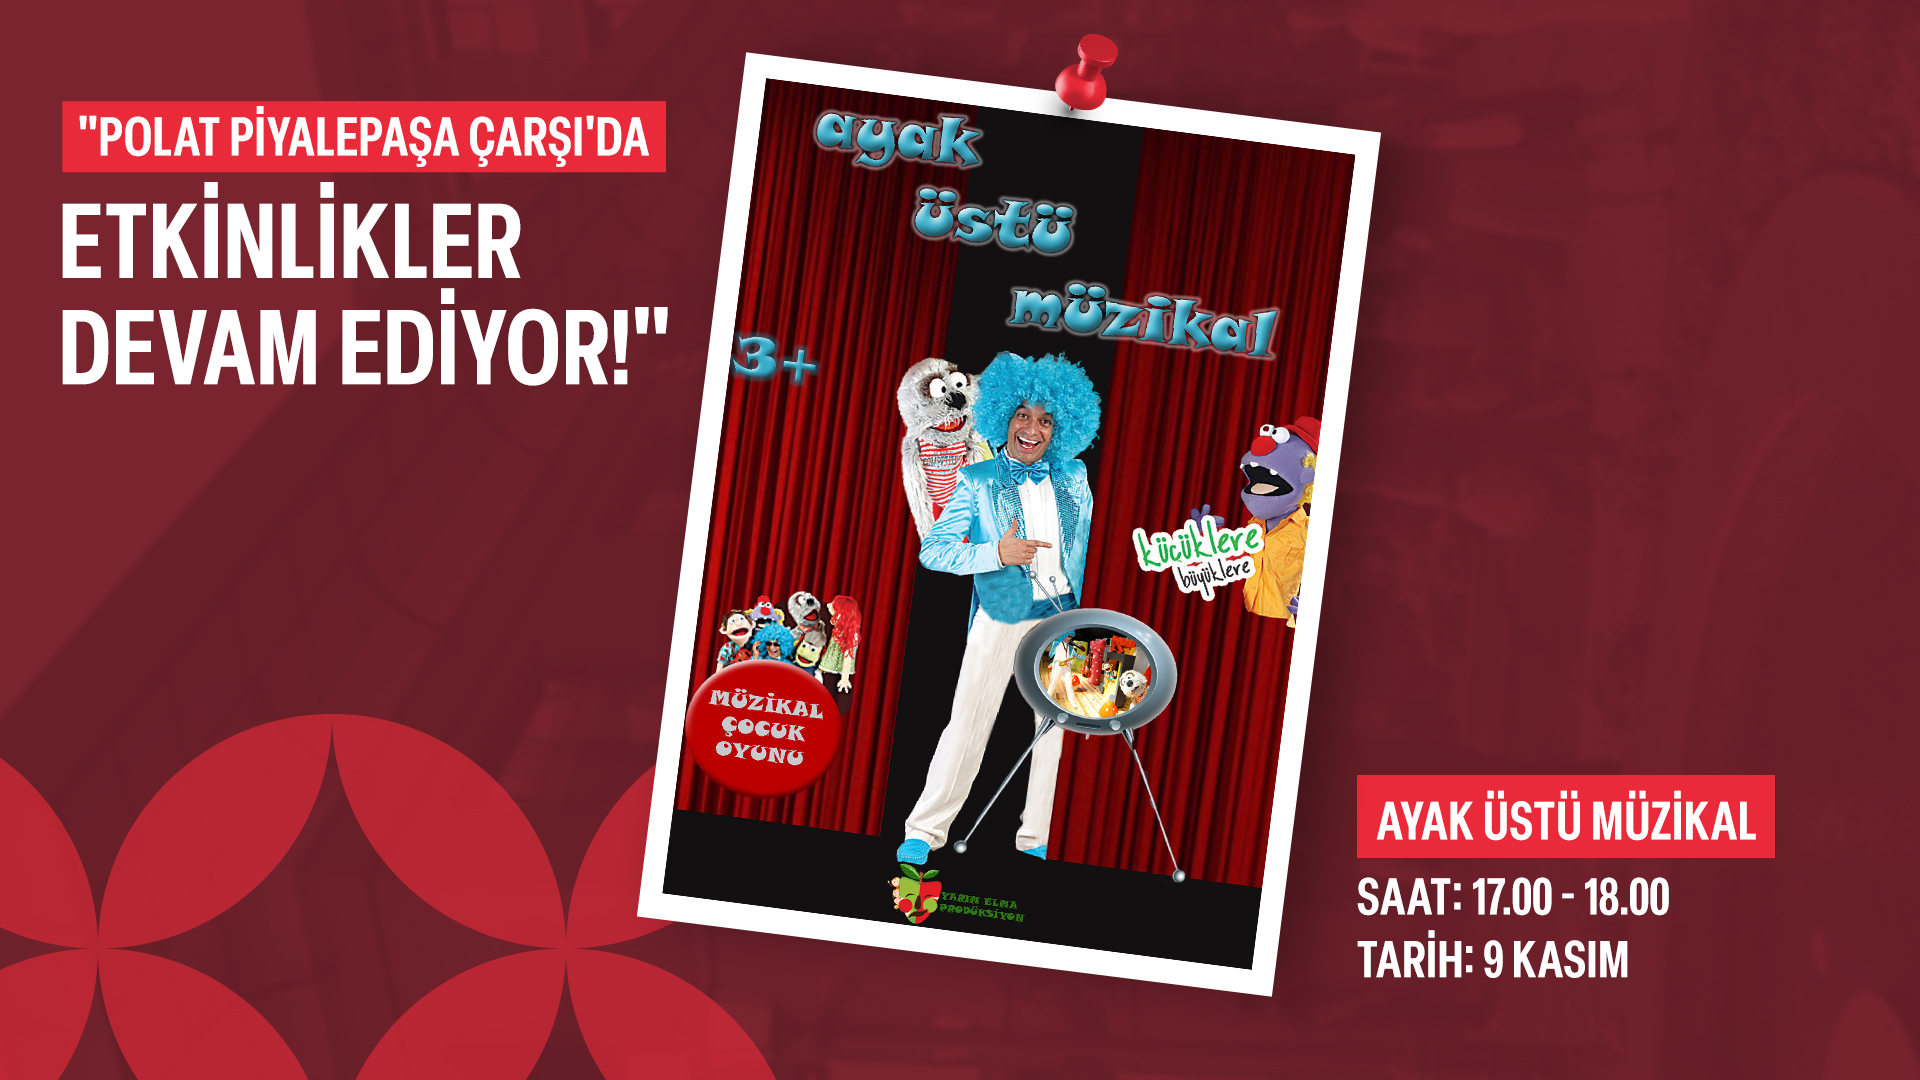 "POLAT PİYALEPAŞA ÇARŞI'DA
ETKİNLİKLER
DEVAM EDİYOR!"
ayak
üstü
müzikal
3+
küçüklere
büyüklere
MÜZİKAL
ÇOCUK
OYUNU
YARIM ELMA
PRODÜKSİYON
AYAK ÜSTÜ MÜZİKAL
SAAT: 17.00 - 18.00
TARİH: 9 KASIM